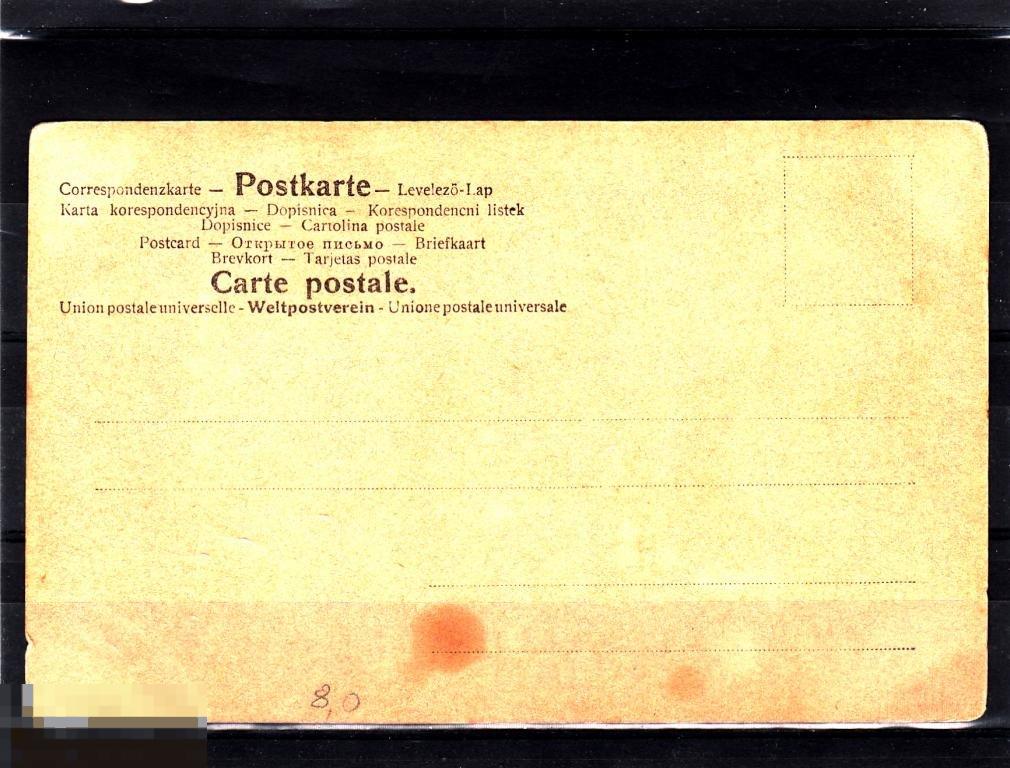 Correspondenzkarte — Postkarte — Levelezõ-Lap
Karta korespondencyjna — Dopisnica — Korespondencni listek
Dopisnice — Cartolina postale
Postcard — Открытое письмо — Briefkaart
Brevkort — Tarjetas postale
Carte postale.
Union postale universelle - Weltpostverein - Unione postale universale
8,0